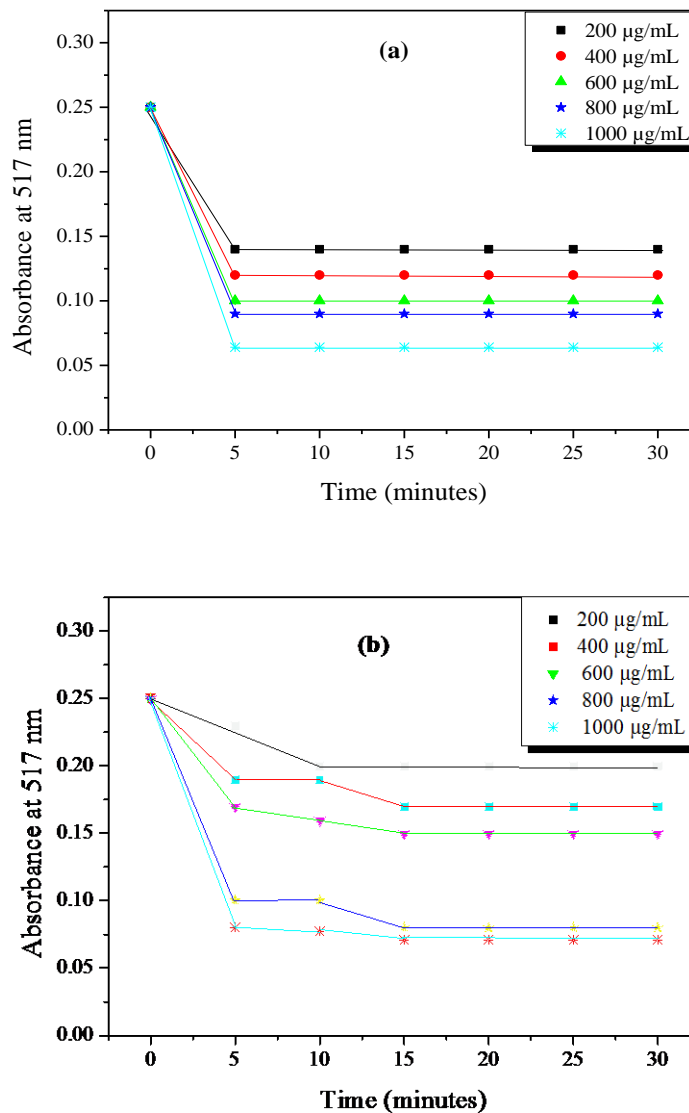 (a)
200 µg/mL
400 µg/mL
600 µg/mL
800 µg/mL
1000 µg/mL
0.30
0.25
0.20
0.15
0.10
0.05
0.00
Absorbance at 517 nm
0 5 10 15 20 25 30
Time (minutes)
(b)
200 µg/mL
400 µg/mL
600 µg/mL
800 µg/mL
1000 µg/mL
0.30
0.25
0.20
0.15
0.10
0.05
0.00
Absorbance at 517 nm
0 5 10 15 20 25 30
Time (minutes)